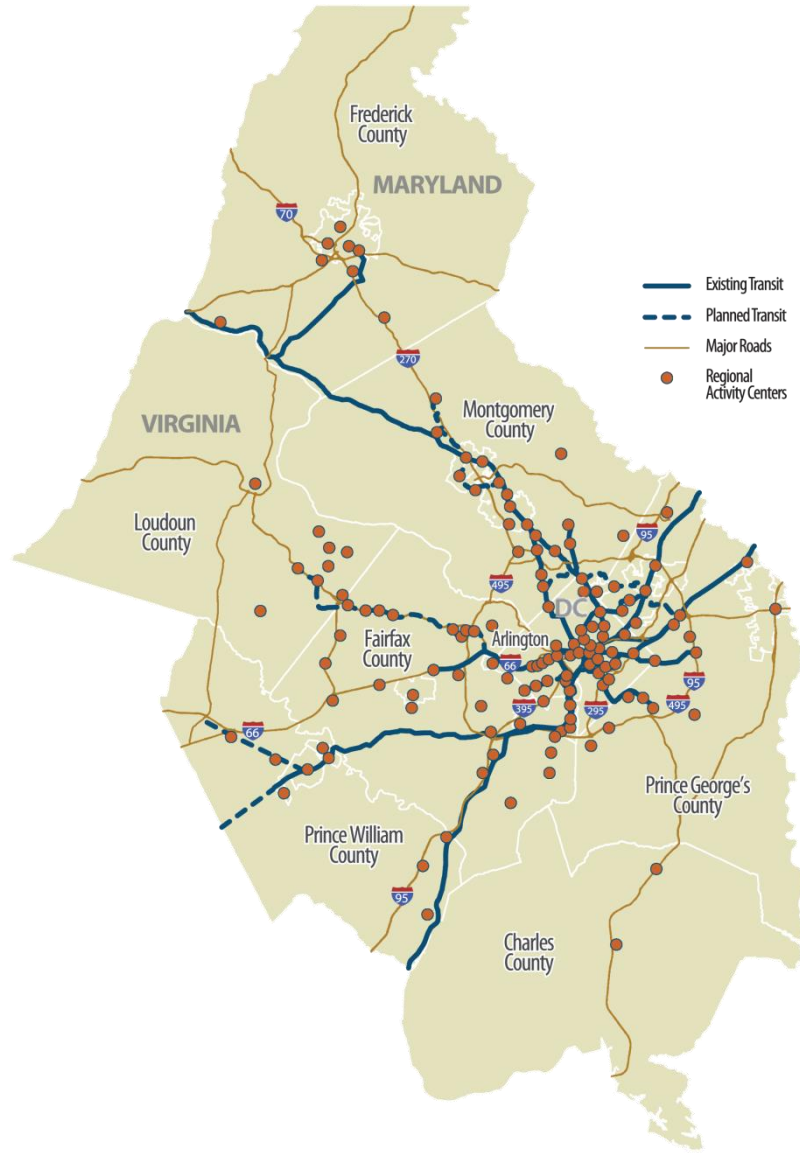 Frederick
County
MARYLAND
70
Existing Transit
Planned Transit
Major Roads
Regional
Activity Centers
270
VIRGINIA
Montgomery
County
Loudoun
County
95
495
DC
Fairfax
County
Arlington
66
95
395
295
495
66
Prince George's
County
Prince William
County
95
Charles
County